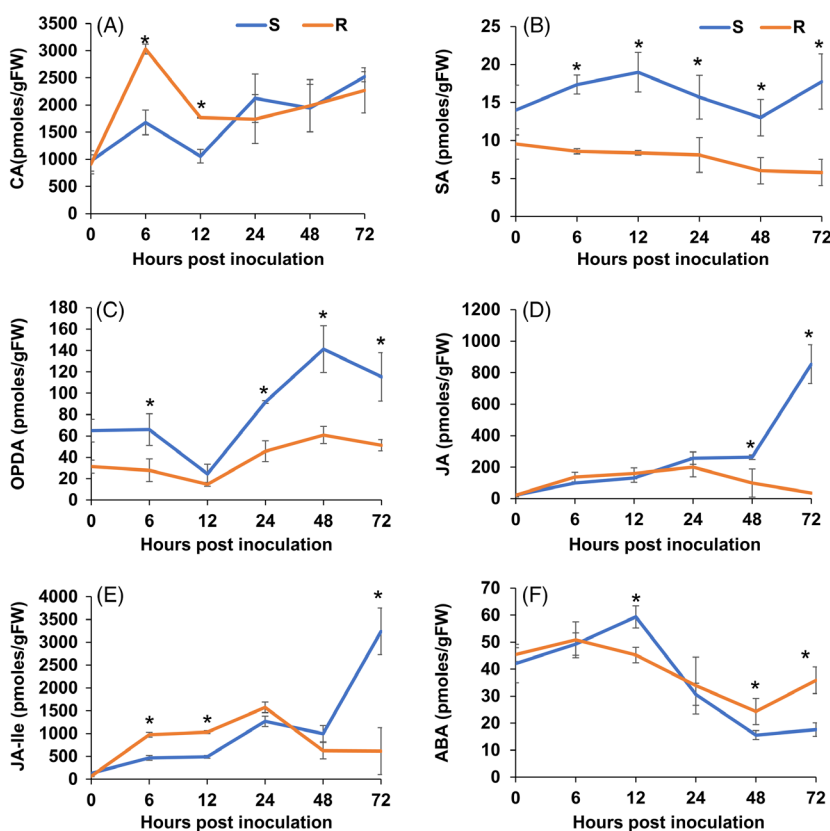 (A)
S R
CA(pmoles/gFW)
3500
3000
2500
2000
1500
1000
500
0
* *
0 6 12 24 48 72
Hours post inoculation
(B)
S R
SA (pmoles/gFW)
25
20
15
10
5
0
* * * * *
0 6 12 24 48 72
Hours post inoculation
(C)
OPDA (pmoles/gFW)
180
160
140
120
100
80
60
40
20
0
* * * *
0 6 12 24 48 72
Hours post inoculation
(D)
JA (pmoles/gFW)
1200
1000
800
600
400
200
0
* *
0 6 12 24 48 72
Hours post inoculation
(E)
JA-Ile (pmoles/gFW)
4000
3500
3000
2500
2000
1500
1000
500
0
* * *
0 6 12 24 48 72
Hours post inoculation
(F)
ABA (pmoles/gFW)
70
60
50
40
30
20
10
0
* * *
0 6 12 24 48 72
Hours post inoculation